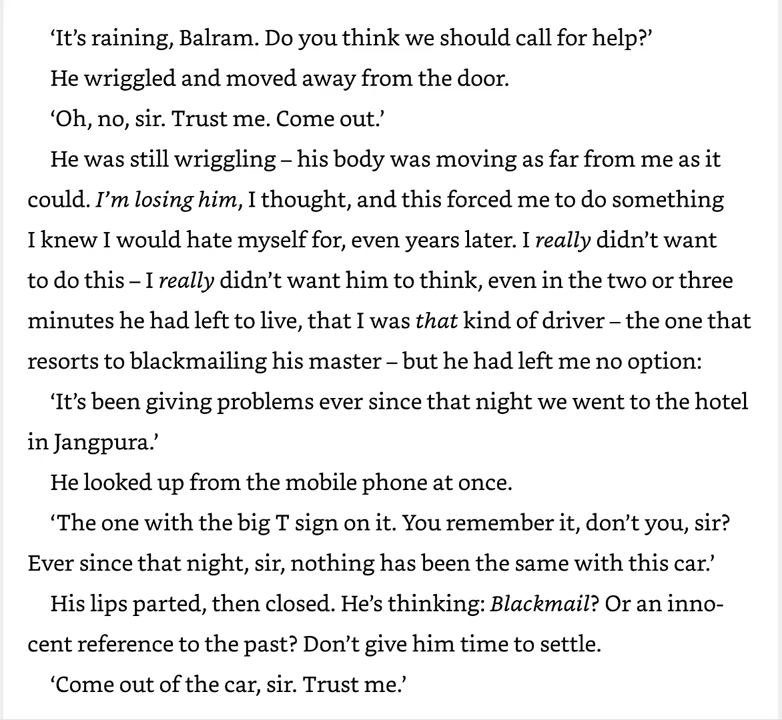 ‘It’s raining, Balram. Do you think we should call for help?’
He wriggled and moved away from the door.
‘Oh, no, sir. Trust me. Come out.’
He was still wriggling – his body was moving as far from me as it
could. I’m losing him, I thought, and this forced me to do something
I knew I would hate myself for, even years later. I really didn’t want
to do this – I really didn’t want him to think, even in the two or three
minutes he had left to live, that I was that kind of driver – the one that
resorts to blackmailing his master – but he had left me no option:
‘It’s been giving problems ever since that night we went to the hotel
in Jangpura.’
He looked up from the mobile phone at once.
‘The one with the big T sign on it. You remember it, don’t you, sir?
Ever since that night, sir, nothing has been the same with this car.’
His lips parted, then closed. He’s thinking: Blackmail? Or an inno-
cent reference to the past? Don’t give him time to settle.
‘Come out of the car, sir. Trust me.’